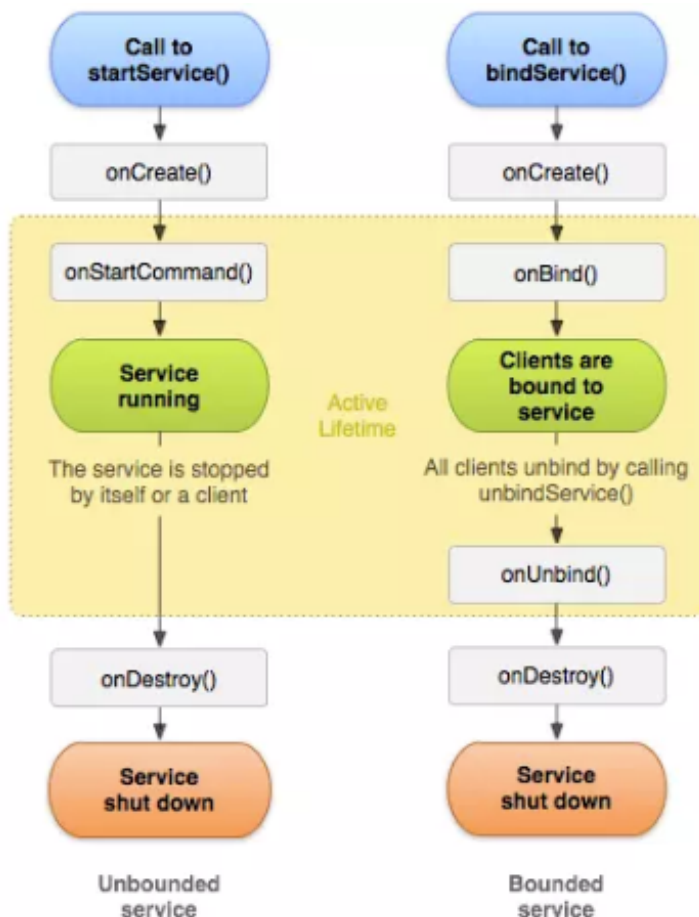 Call to
startService()
onCreate()
onStartCommand()
Service
running
The service is stopped
by itself or a client
onDestroy()
Service
shut down
Unbounded
service
Active
Lifetime
Call to
bindService()
onCreate()
onBind()
Clients are
bound to
service
All clients unbind by calling
unbindService()
onUnbind()
onDestroy()
Service
shut down
Bounded
service